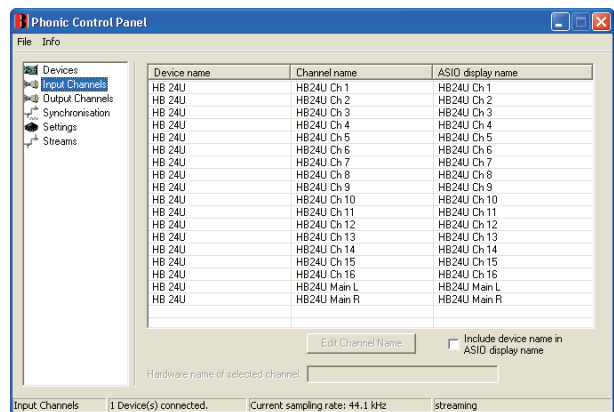 Phonic Control Panel
File Info
Devices
Input Channels
Output Channels
Synchronisation
Settings
Streams
Device name Channel name ASIO display name
HB 24U HB24U Ch 1 HB24U Ch 1
HB 24U HB24U Ch 2 HB24U Ch 2
HB 24U HB24U Ch 3 HB24U Ch 3
HB 24U HB24U Ch 4 HB24U Ch 4
HB 24U HB24U Ch 5 HB24U Ch 5
HB 24U HB24U Ch 6 HB24U Ch 6
HB 24U HB24U Ch 7 HB24U Ch 7
HB 24U HB24U Ch 8 HB24U Ch 8
HB 24U HB24U Ch 9 HB24U Ch 9
HB 24U HB24U Ch 10 HB24U Ch 10
HB 24U HB24U Ch 11 HB24U Ch 11
HB 24U HB24U Ch 12 HB24U Ch 12
HB 24U HB24U Ch 13 HB24U Ch 13
HB 24U HB24U Ch 14 HB24U Ch 14
HB 24U HB24U Ch 15 HB24U Ch 15
HB 24U HB24U Ch 16 HB24U Ch 16
HB 24U HB24U Main L HB24U Main L
HB 24U HB24U Main R HB24U Main R
Edit Channel Name
Include device name in
ASIO display name
Hardware name of selected channel:
Input Channels 1 Device(s) connected. Current sampling rate: 44.1 kHz streaming